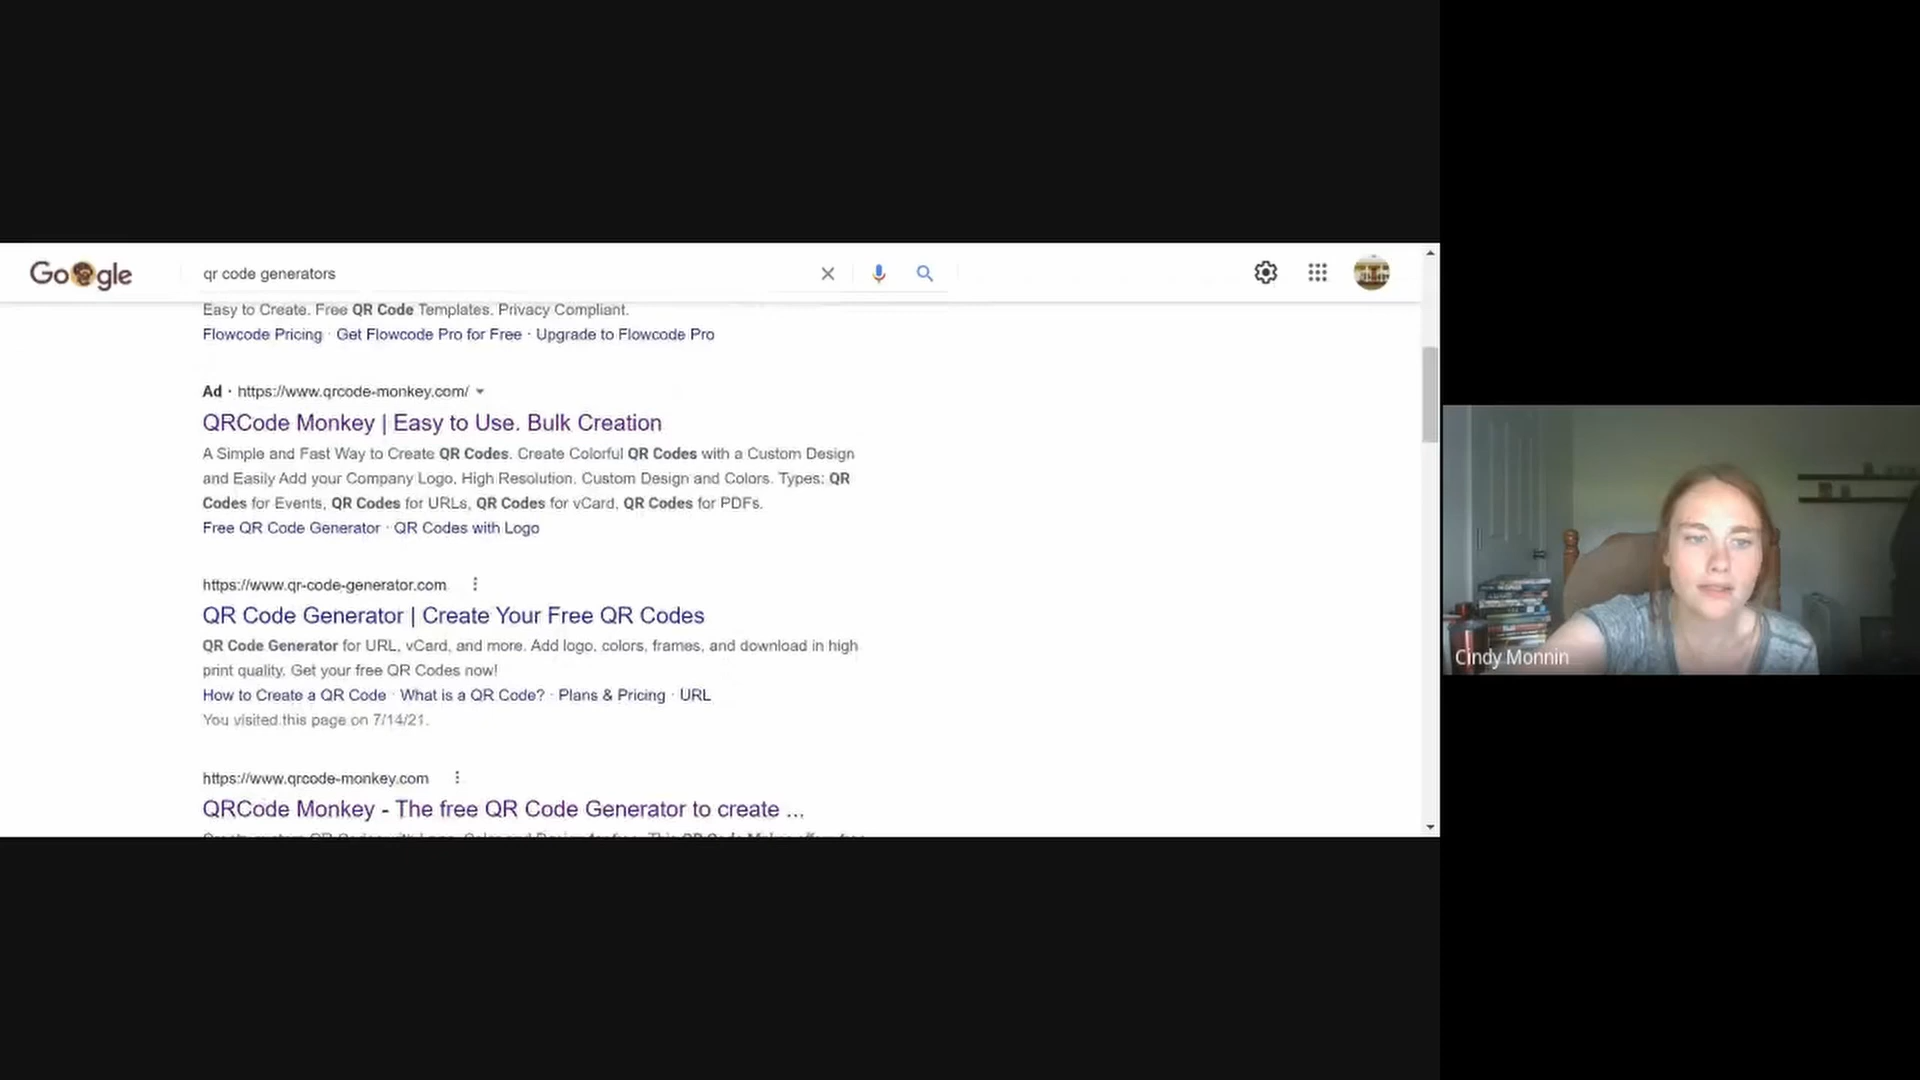 Google
qr code generators
Easy to Create. Free QR Code Templates. Privacy Compliant.
Flowcode Pricing · Get Flowcode Pro for Free · Upgrade to Flowcode Pro
Ad · https://www.qrcode-monkey.com/
QRCode Monkey | Easy to Use. Bulk Creation
A Simple and Fast Way to Create QR Codes. Create Colorful QR Codes with a Custom Design
and Easily Add your Company Logo. High Resolution. Custom Design and Colors. Types: QR
Codes for Events, QR Codes for URLs, QR Codes for vCard, QR Codes for PDFs.
Free QR Code Generator · QR Codes with Logo
https://www.qr-code-generator.com
QR Code Generator | Create Your Free QR Codes
QR Code Generator for URL, vCard, and more. Add logo, colors, frames, and download in high
print quality. Get your free QR Codes now!
How to Create a QR Code · What is a QR Code? · Plans & Pricing · URL
You visited this page on 7/14/21.
https://www.qrcode-monkey.com
QRCode Monkey - The free QR Code Generator to create ...
Cindy Monnin